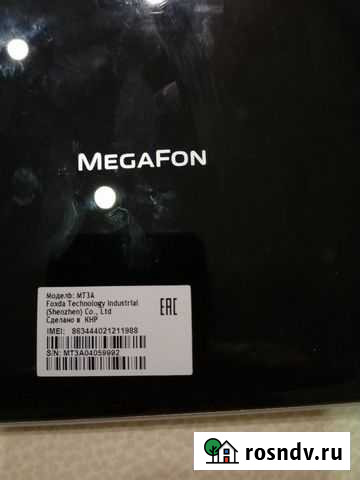 MEGAFON
Модель: MT3A
Foxda Technology Industrial
(Shenzhen) Co., Ltd
Сделано в КНР
EAC
IMEI: 863444021211988
S/N: MT3A04059992
rosndv.ru